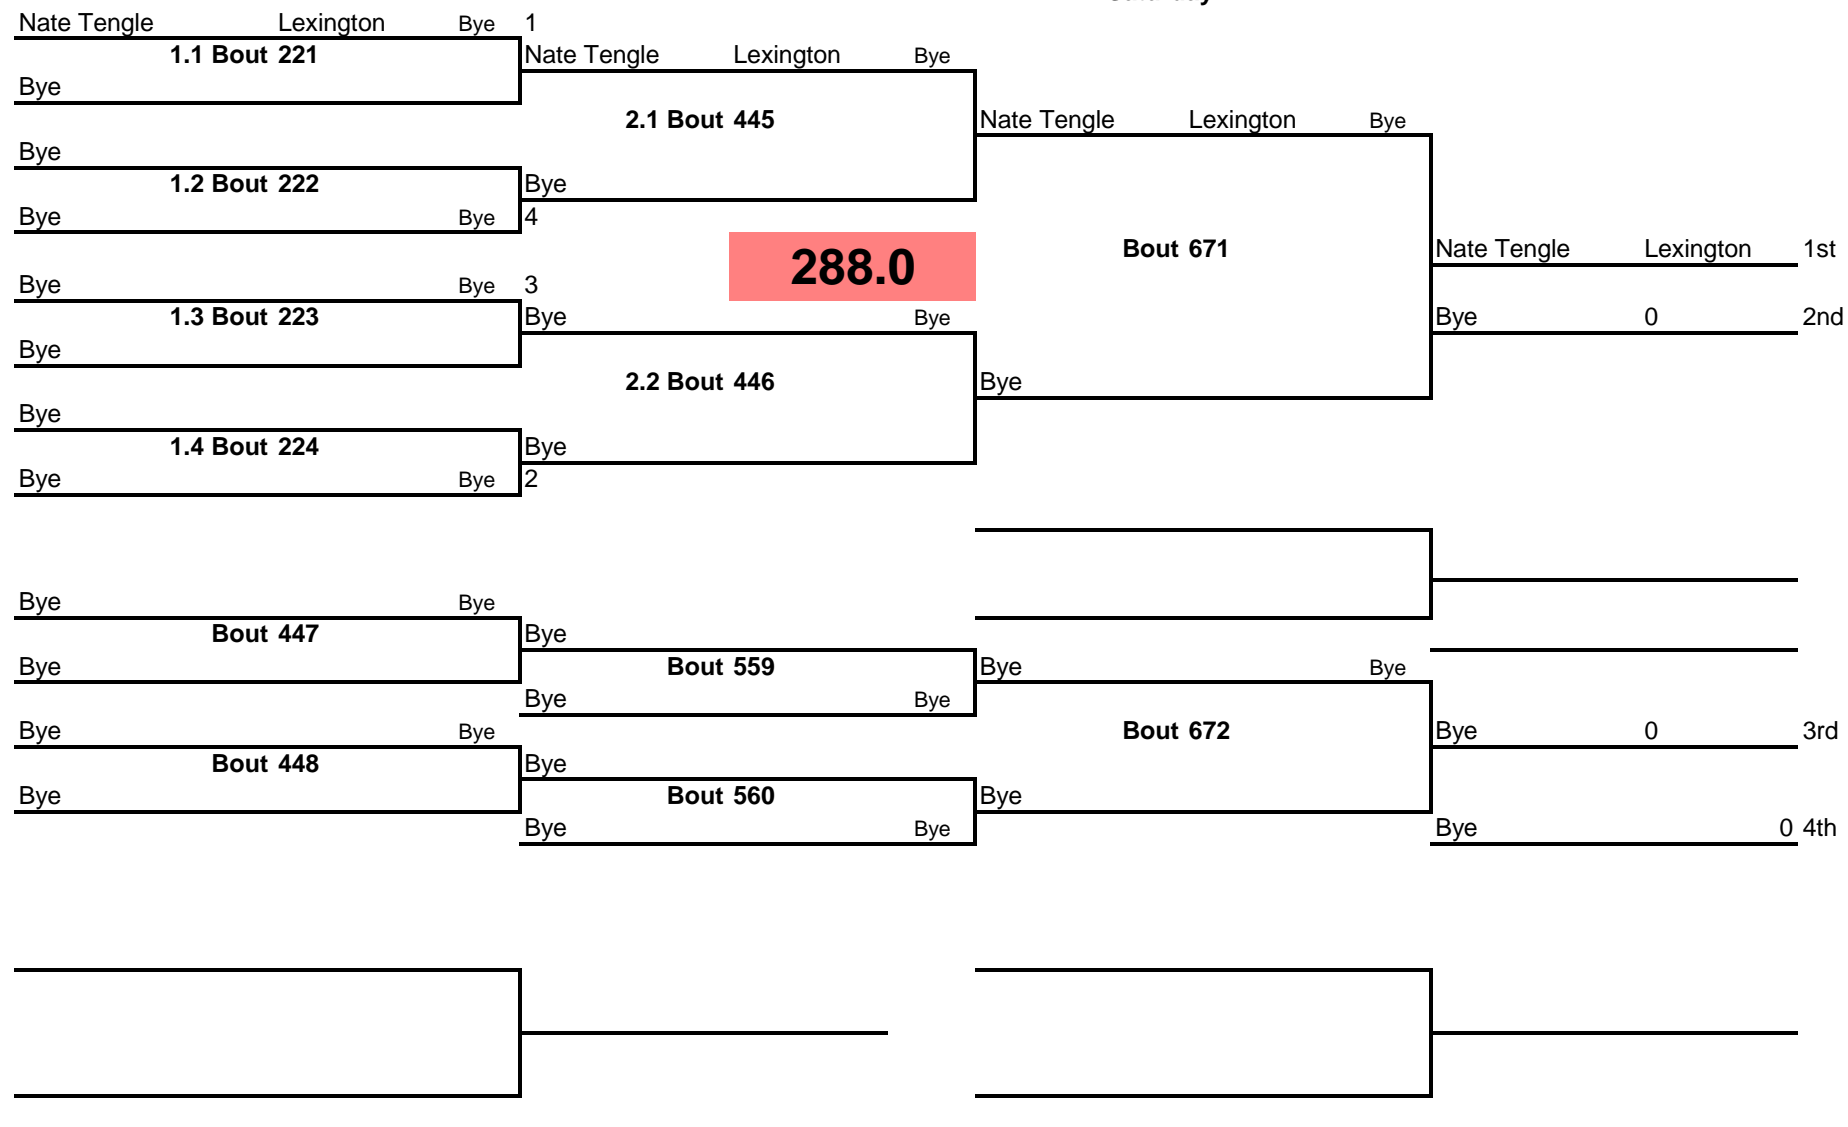 Nate Tengle Lexington Bye 1
1.1 Bout 221 Nate Tengle Lexington Bye
Bye
2.1 Bout 445 Nate Tengle Lexington Bye
Bye
1.2 Bout 222 Bye
Bye Bye 4
288.0 Bout 671 Nate Tengle Lexington 1st
Bye Bye 3
1.3 Bout 223 Bye Bye Bye 0 2nd
Bye
2.2 Bout 446 Bye
Bye
1.4 Bout 224 Bye
Bye Bye 2
Bye Bye
Bout 447 Bye
Bye Bout 559 Bye Bye
Bye Bye
Bye Bye Bout 672 Bye 0 3rd
Bout 448 Bye
Bye Bout 560 Bye
Bye Bye Bye 0 4th